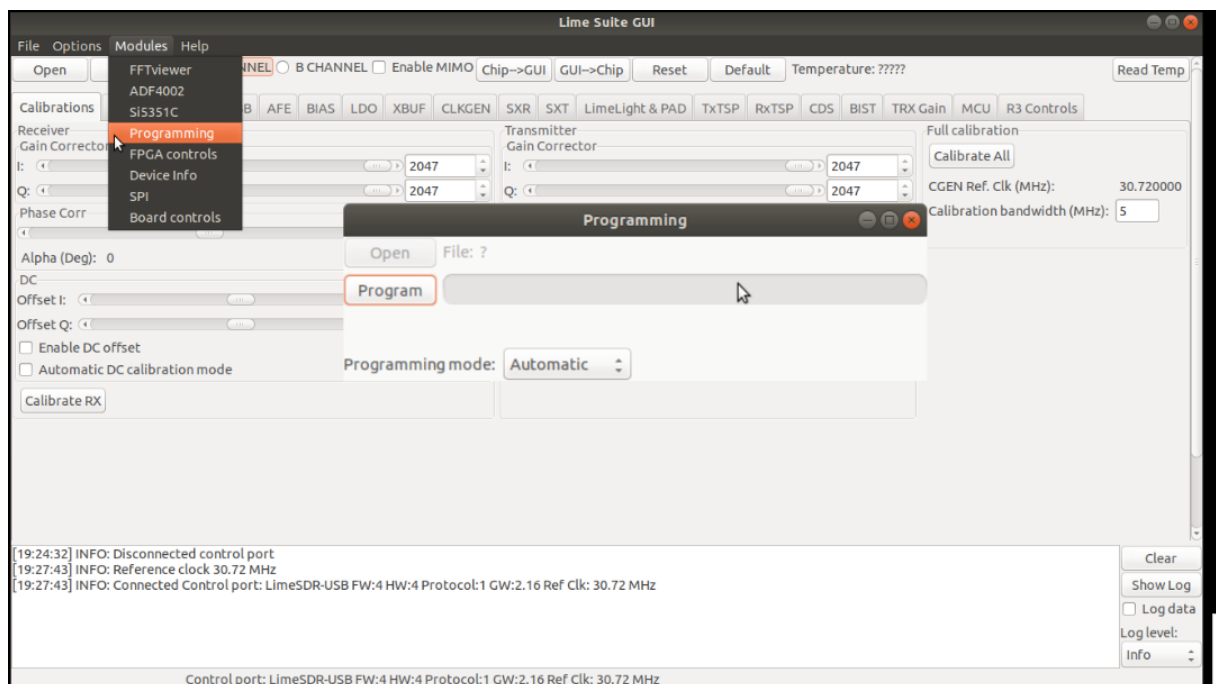 Lime Suite GUI
File Options Modules Help
Open NNEL B CHANNEL Enable MIMO Chip-->GUI GUI-->Chip Reset Default Temperature: ????? Read Temp
FFTviewer
ADF4002
Si5351C
Programming
FPGA controls
Device Info
SPI
Board controls
Calibrations B AFE BIAS LDO XBUF CLKGEN SXR SXT LimeLight & PAD TxTSP RxTSP CDS BIST TRX Gain MCU R3 Controls
Receiver
Gain Corrector
I: 2047
Q: 2047
Phase Corr
Alpha (Deg): 0
DC
Offset I:
Offset Q:
Enable DC offset
Automatic DC calibration mode
Calibrate RX
Transmitter
Gain Corrector
I: 2047
Q: 2047
Full calibration
Calibrate All
CGEN Ref. Clk (MHz): 30.720000
Calibration bandwidth (MHz): 5
Programming
Open File: ?
Program
Programming mode: Automatic
[19:24:32] INFO: Disconnected control port
[19:27:43] INFO: Reference clock 30.72 MHz
[19:27:43] INFO: Connected Control port: LimeSDR-USB FW:4 HW:4 Protocol:1 GW:2.16 Ref Clk: 30.72 MHz
Clear
Show Log
Log data
Log level:
Info
Control port: LimeSDR-USB FW:4 HW:4 Protocol:1 GW:2.16 Ref Clk: 30.72 MHz